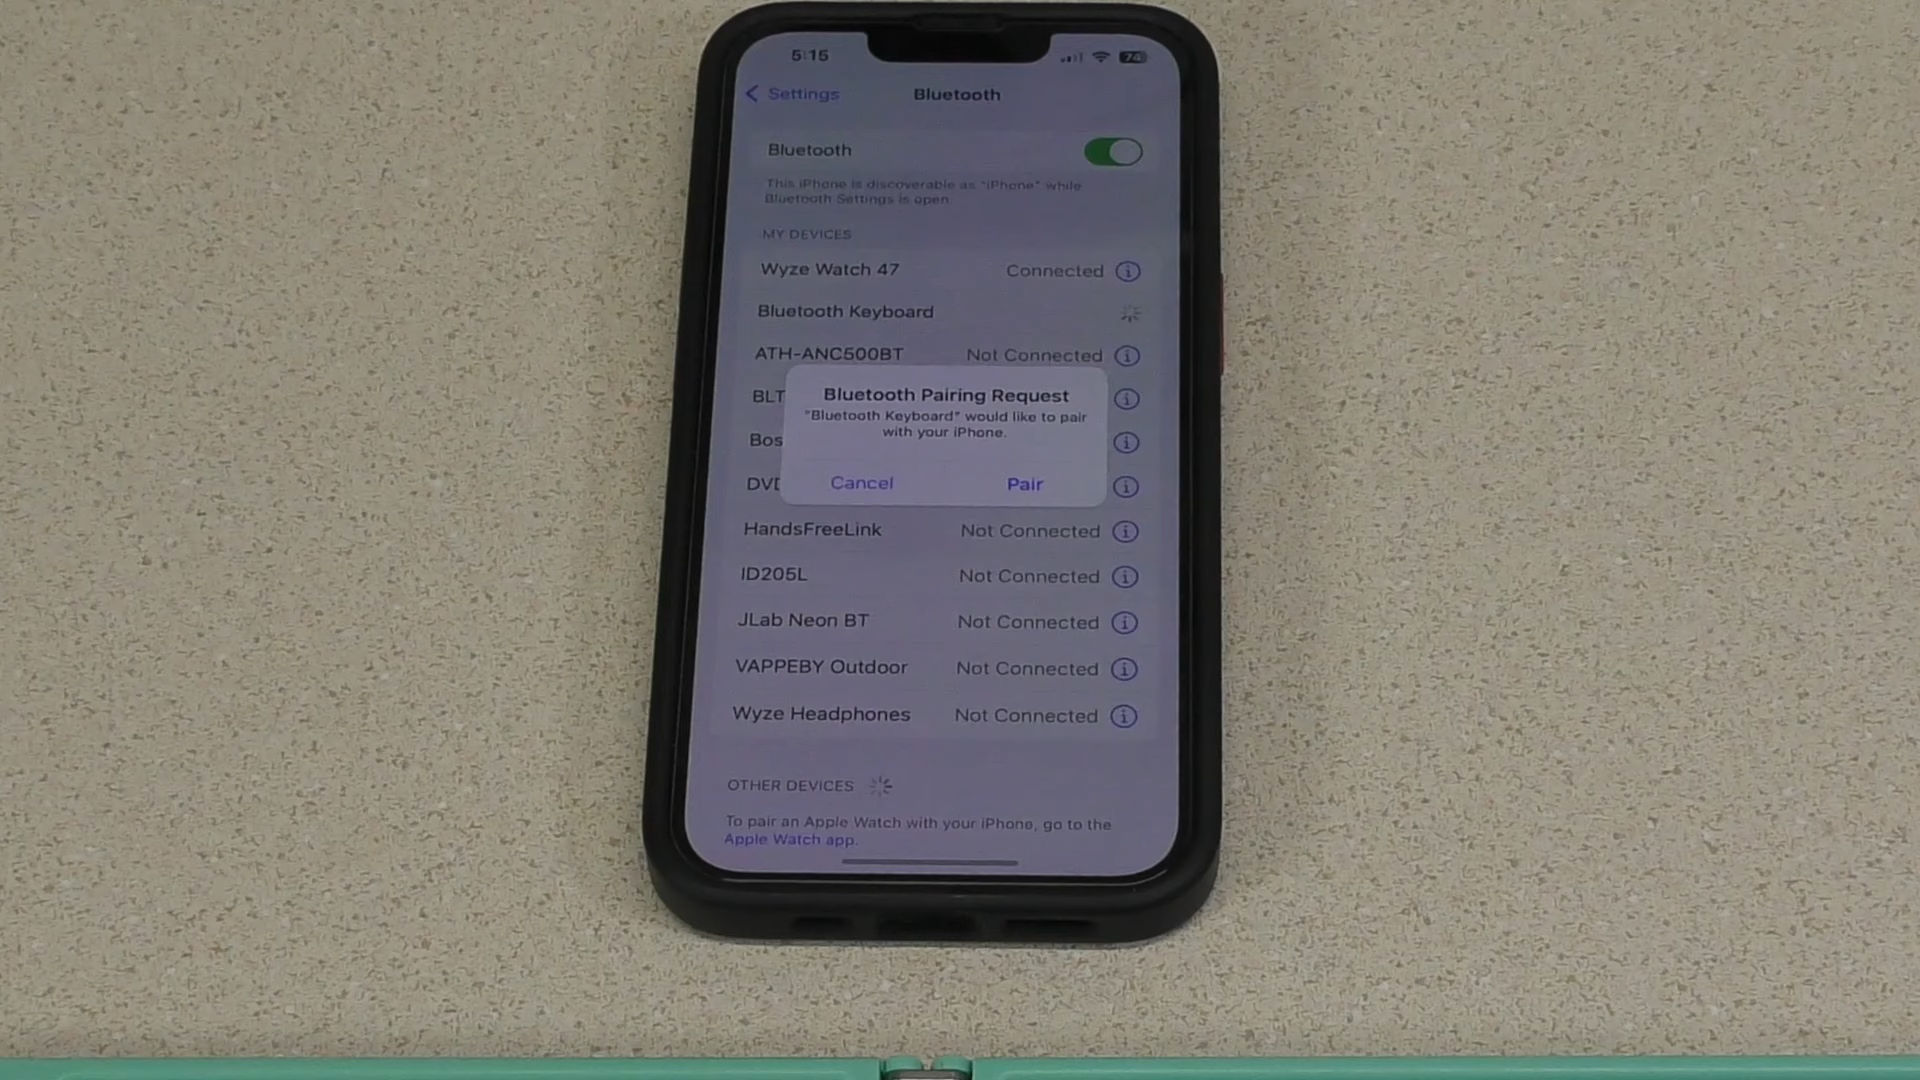 5:15
74
Settings
Bluetooth
Bluetooth
This iPhone is discoverable as "iPhone" while
Bluetooth Settings is open.
MY DEVICES
Wyze Watch 47 Connected
Bluetooth Keyboard
ATH-ANC500BT Not Connected
BLT
Bos
DVD
Bluetooth Pairing Request
"Bluetooth Keyboard" would like to pair
with your iPhone.
Cancel Pair
HandsFreeLink Not Connected
ID205L Not Connected
JLab Neon BT Not Connected
VAPPEBY Outdoor Not Connected
Wyze Headphones Not Connected
OTHER DEVICES
To pair an Apple Watch with your iPhone, go to the
Apple Watch app.